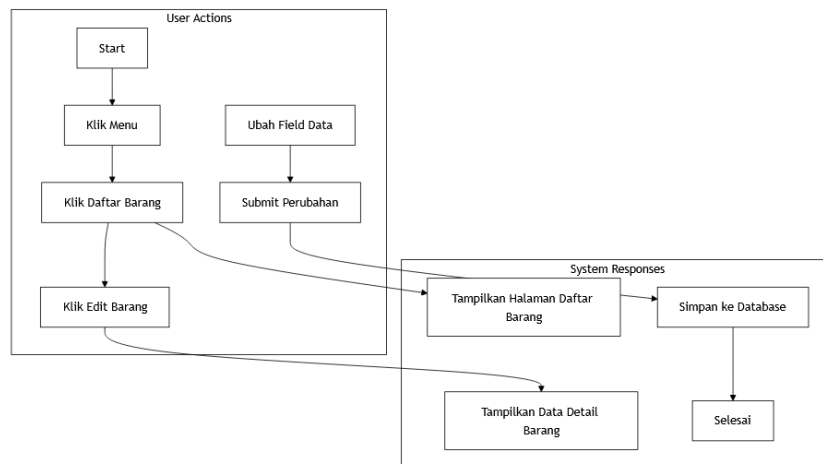 User Actions
Start
Klik Menu
Ubah Field Data
Klik Daftar Barang
Submit Perubahan
Klik Edit Barang
System Responses
Tampilkan Halaman Daftar
Barang
Simpan ke Database
Tampilkan Data Detail
Barang
Selesai